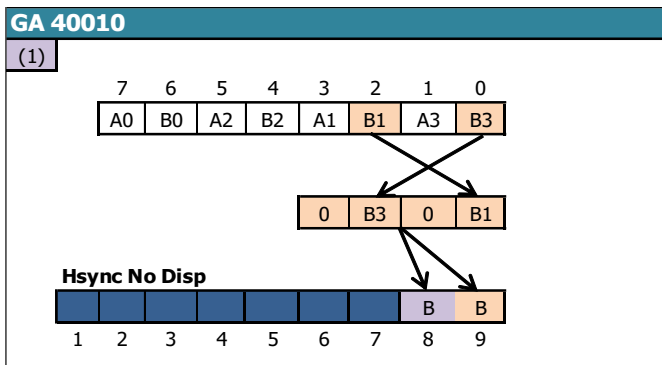 GA 40010
(1)
7 6 5 4 3 2 1 0
A0 B0 A2 B2 A1 B1 A3 B3
0 B3 0 B1
Hsync No Disp
B B
1 2 3 4 5 6 7 8 9